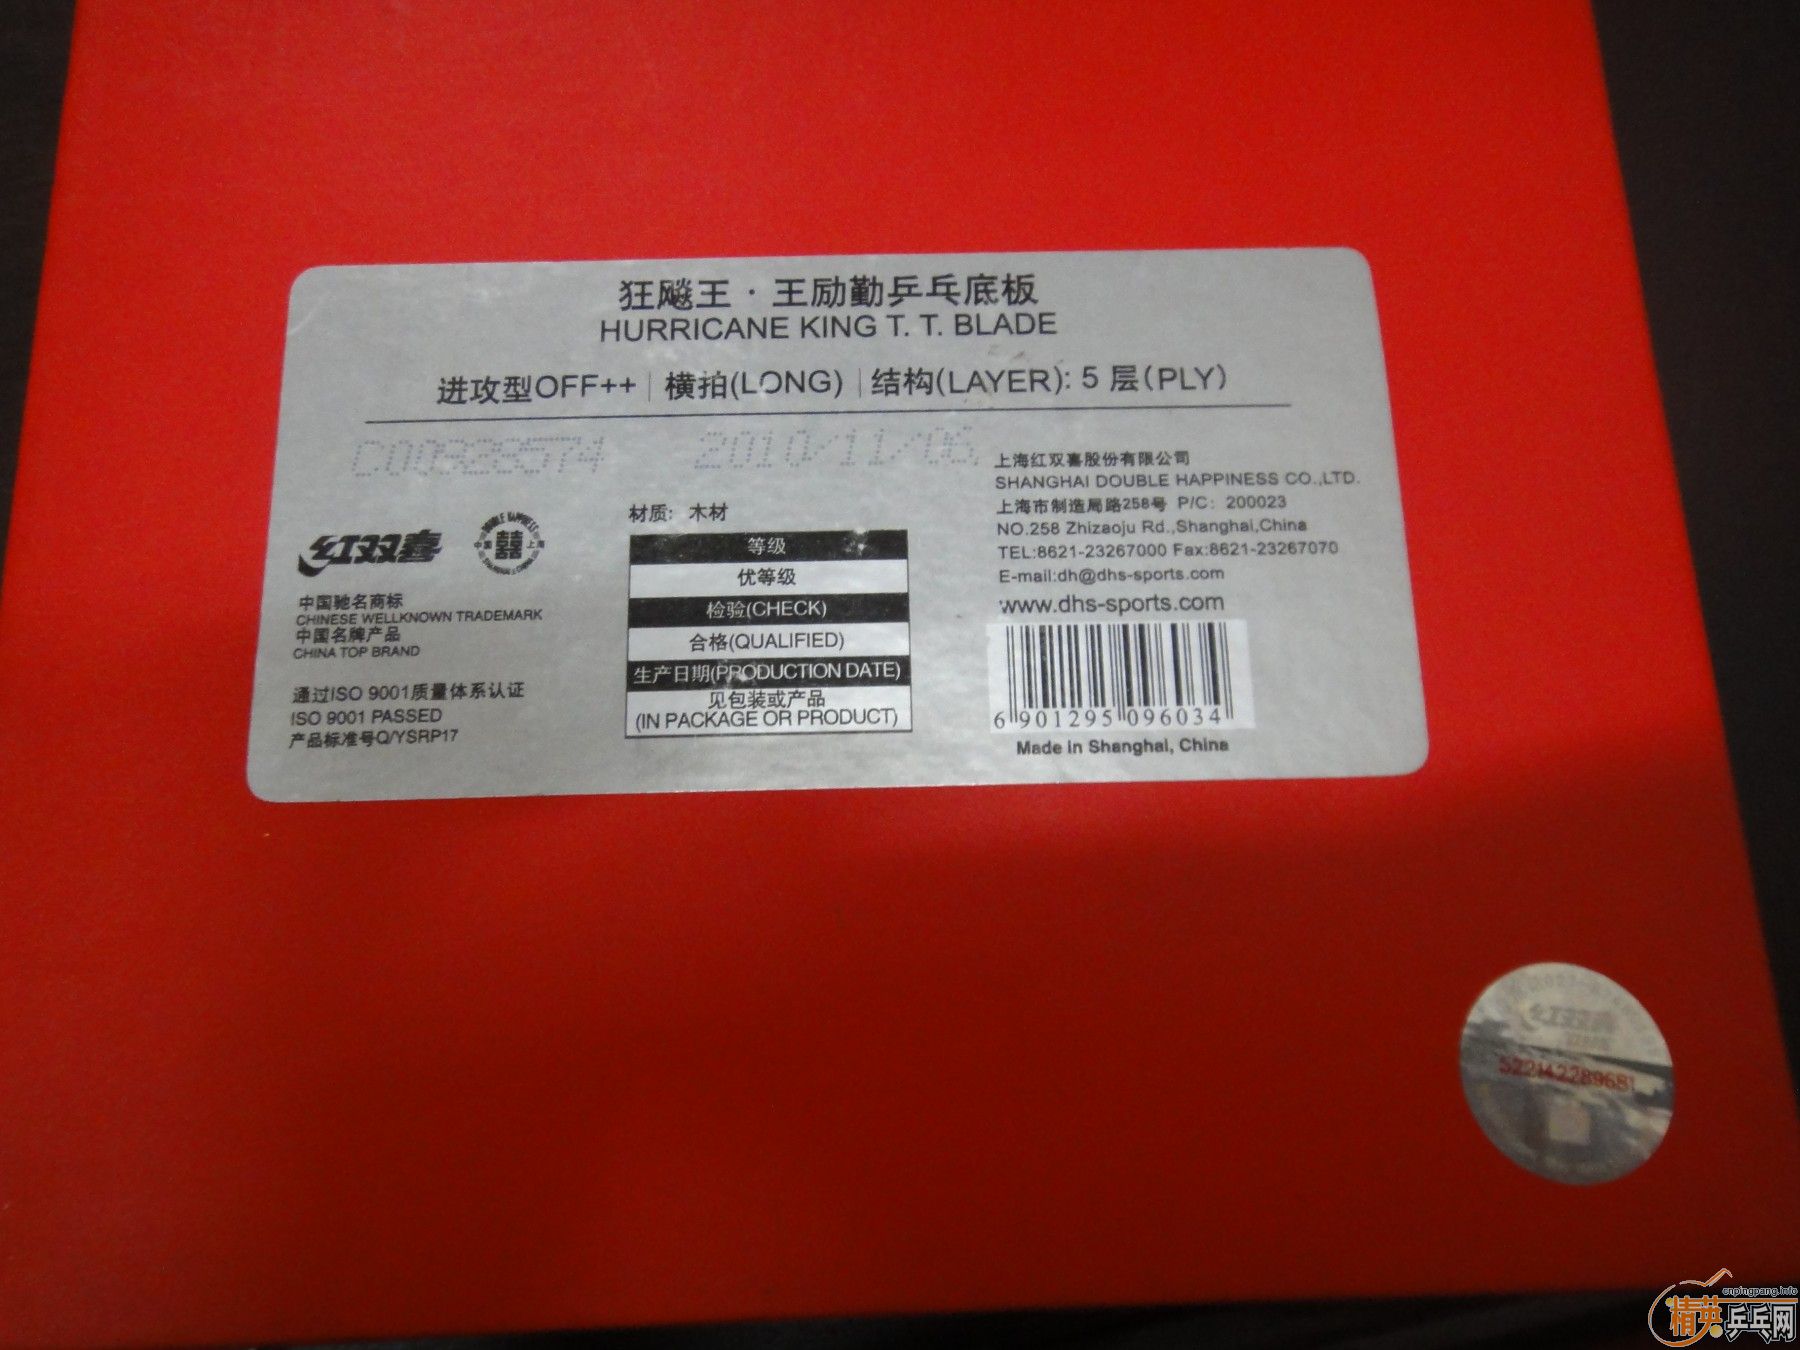 狂飚王·王励勤乒乓底板
HURRICANE KING T. T. BLADE
进攻型OFF++ | 横拍(LONG) | 结构(LAYER): 5 层(PLY)
2010/11/06
红双喜
中国驰名商标
CHINESE WELLKNOWN TRADEMARK
中国名牌产品
CHINA TOP BRAND
通过ISO 9001质量体系认证
ISO 9001 PASSED
产品标准号Q/YSRP17
材质: 木材
等级
优等级
检验(CHECK)
合格(QUALIFIED)
生产日期(PRODUCTION DATE)
见包装或产品
(IN PACKAGE OR PRODUCT)
上海红双喜股份有限公司
SHANGHAI DOUBLE HAPPINESS CO.,LTD.
上海市制造局路258号 P/C: 200023
NO.258 Zhizaoju Rd.,Shanghai,China
TEL:8621-23267000 Fax:8621-23267070
E-mail:dh@dhs-sports.com
www.dhs-sports.com
6 901295 096034
Made in Shanghai, China
红双喜
522142289681
cnpingpang.info
精英乒乓网